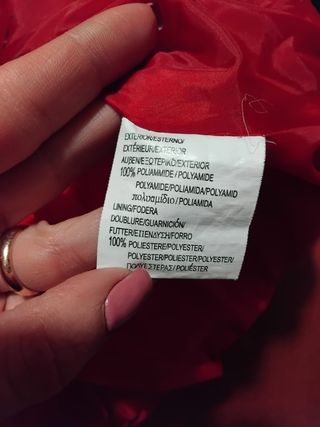 EXTERIOR/ESTERNO/
EXTÉRIEUR/EXTERIOR
AUßEN/ΕΞΩΤΕΡΙΚΟ/EXTERIOR
100% POLIAMMIDE / POLYAMIDE
POLYAMIDE/POLIAMIDA/POLYAMID
πολυαμίδιο / POLIAMIDA
LINING/FODERA
DOUBLURE/GUARNICIÓN/
FUTTER/ΕΠΕΝΔΥΣΗ/FORRO
100% POLIESTERE/POLYESTER/
POLYESTER/POLIESTER/POLYESTER/
ΠΟΛΥΕΣΤΕΡΑΣ/ POLIÉSTER